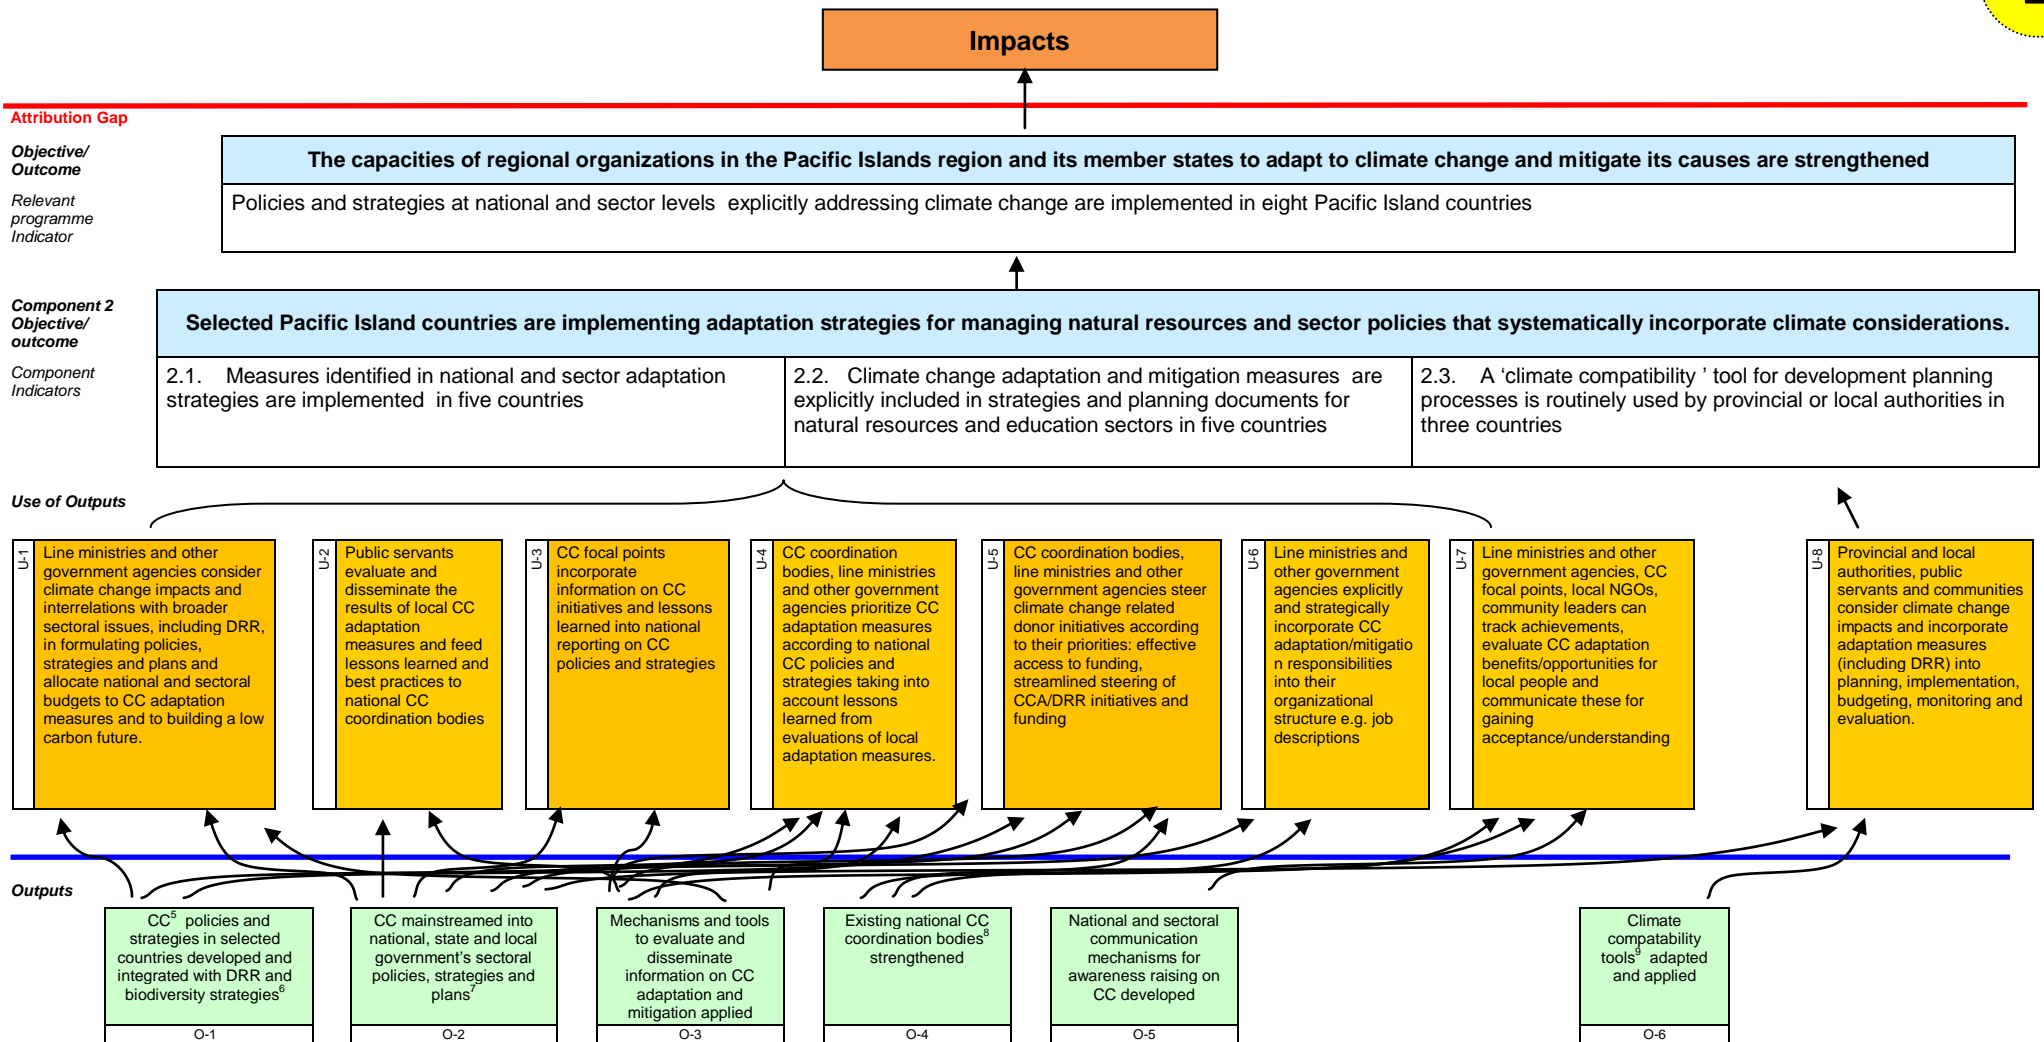 Impacts
Attribution Gap
Objective/
Outcome
The capacities of regional organizations in the Pacific Islands region and its member states to adapt to climate change and mitigate its causes are strengthened
Relevant
programme
Indicator
Policies and strategies at national and sector levels explicitly addressing climate change are implemented in eight Pacific Island countries
Component 2
Objective/
outcome
Selected Pacific Island countries are implementing adaptation strategies for managing natural resources and sector policies that systematically incorporate climate considerations.
Component
Indicators
2.1. Measures identified in national and sector adaptation
strategies are implemented in five countries
2.2. Climate change adaptation and mitigation measures are
explicitly included in strategies and planning documents for
natural resources and education sectors in five countries
2.3. A ‘climate compatibility ’ tool for development planning
processes is routinely used by provincial or local authorities in
three countries
Use of Outputs
U-1
Line ministries and other
government agencies consider
climate change impacts and
interrelations with broader
sectoral issues, including DRR,
in formulating policies,
strategies and plans and
allocate national and sectoral
budgets to CC adaptation
measures and to building a low
carbon future.
U-2
Public servants
evaluate and
disseminate the
results of local CC
adaptation
measures and feed
lessons learned and
best practices to
national CC
coordination bodies
U-3
CC focal points
incorporate
information on CC
initiatives and lessons
learned into national
reporting on CC
policies and strategies
U-4
CC coordination
bodies, line ministries
and other government
agencies prioritize CC
adaptation measures
according to national
CC policies and
strategies taking into
account lessons
learned from
evaluations of local
adaptation measures.
U-5
CC coordination bodies,
line ministries and other
government agencies steer
climate change related
donor initiatives according
to their priorities: effective
access to funding,
streamlined steering of
CCA/DRR initiatives and
funding
U-6
Line ministries and
other government
agencies explicitly
and strategically
incorporate CC
adaptation/mitigatio
n responsibilities
into their
organizational
structure e.g. job
descriptions
U-7
Line ministries and other
government agencies, CC
focal points, local NGOs,
community leaders can
track achievements,
evaluate CC adaptation
benefits/opportunities for
local people and
communicate these for
gaining
acceptance/understanding
U-8
Provincial and local
authorities, public
servants and communities
consider climate change
impacts and incorporate
adaptation measures
(including DRR) into
planning, implementation,
budgeting, monitoring and
evaluation.
Outputs
CC⁵ policies and
strategies in selected
countries developed and
integrated with DRR and
biodiversity strategies⁶
O-1
CC mainstreamed into
national, state and local
government’s sectoral
policies, strategies and
plans⁷
O-2
Mechanisms and tools
to evaluate and
disseminate
information on CC
adaptation and
mitigation applied
O-3
Existing national CC
coordination bodies⁸
strengthened
O-4
National and sectoral
communication
mechanisms for
awareness raising on
CC developed
O-5
Climate
compatability
tools⁹ adapted
and applied
O-6